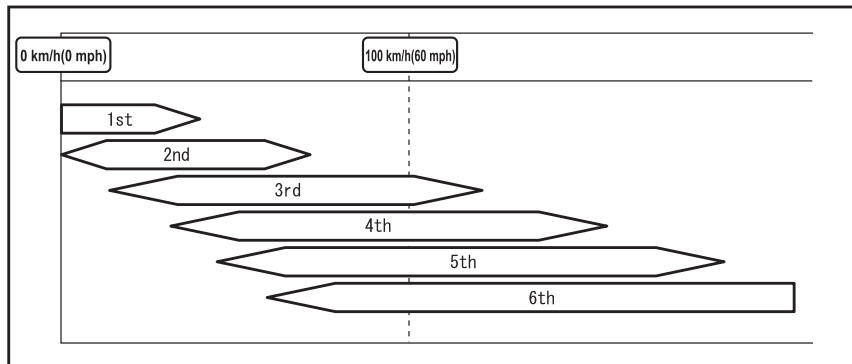 0 km/h(0 mph)
100 km/h(60 mph)
1st
2nd
3rd
4th
5th
6th